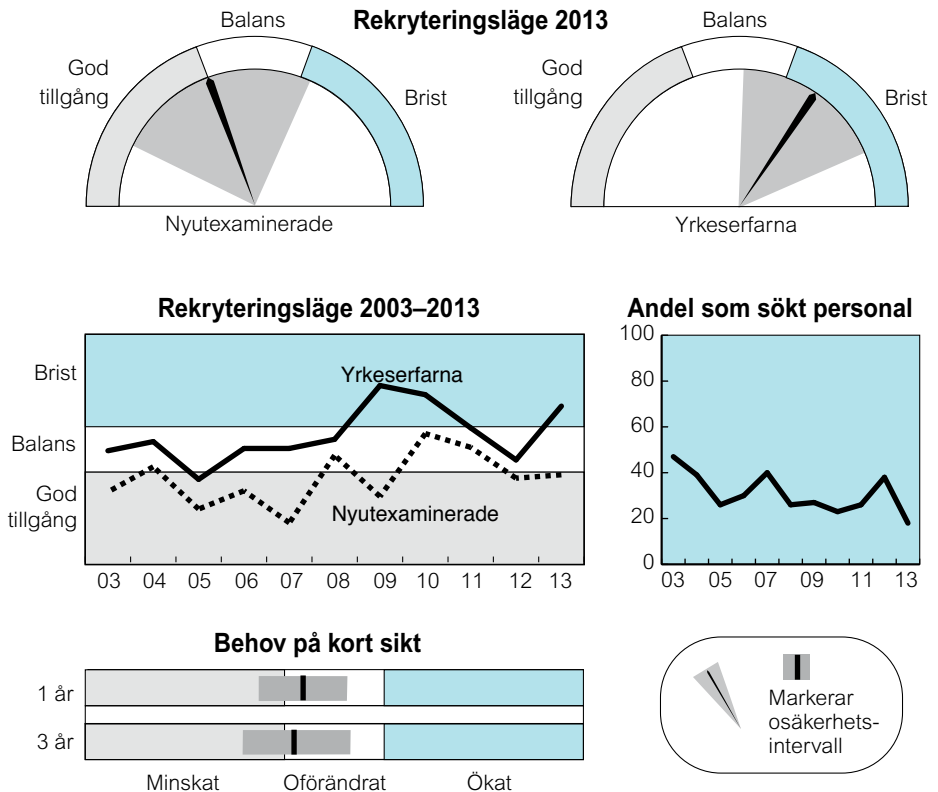 Rekryteringsläge 2013
Balans
God
tillgång
Brist
Nyutexaminerade
Balans
God
tillgång
Brist
Yrkeserfarna
Rekryteringsläge 2003–2013
Brist
Balans
God
tillgång
Yrkeserfarna
Nyutexaminerade
03 04 05 06 07 08 09 10 11 12 13
Andel som sökt personal
100
80
60
40
20
0
03 05 07 09 11 13
Behov på kort sikt
1 år
3 år
Minskat Oförändrat Ökat
Markerar
osäkerhets-
intervall